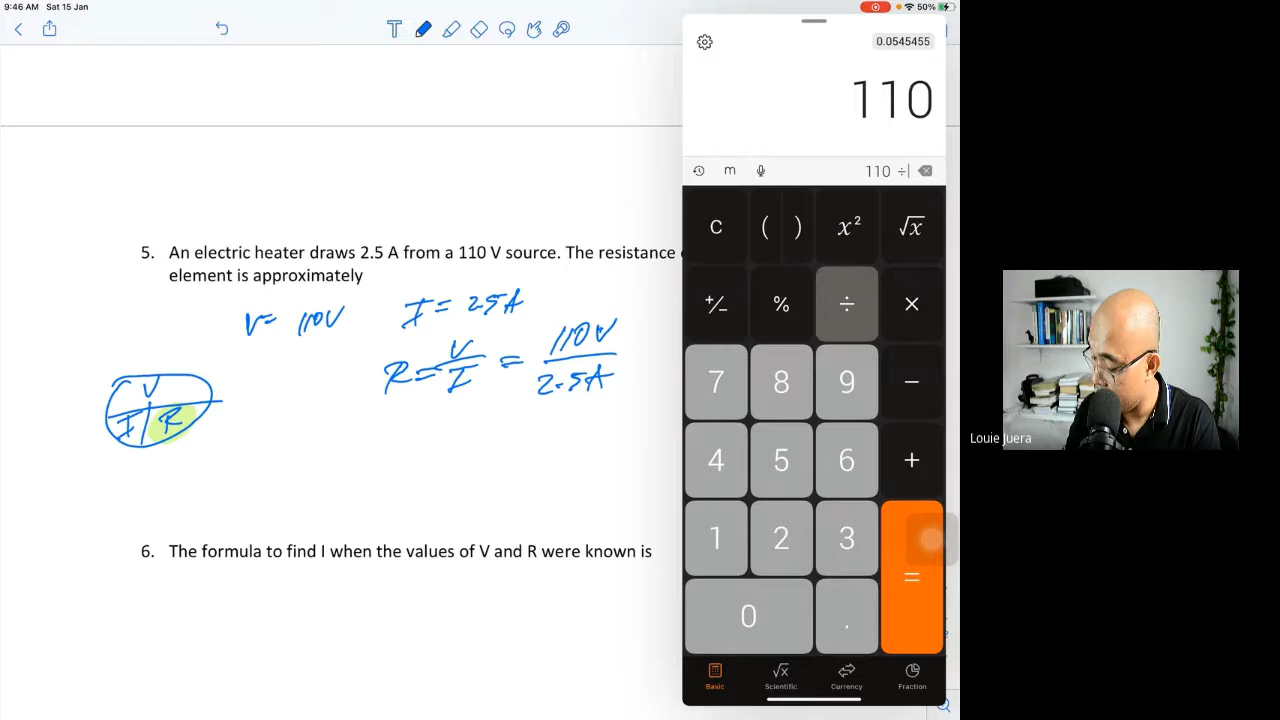 9:46 AM Sat 15 Jan
50%
T
0.0545455
110
m
110 ÷
C ( ) x² √x
+/- % ÷ ×
7 8 9 −
4 5 6 +
1 2 3 =
0 .
Basic Scientific Currency Fraction
5. An electric heater draws 2.5 A from a 110 V source. The resistance
element is approximately
V= 110V I = 2.5A
R = V/I = 110V/2.5A
V
I R
6. The formula to find I when the values of V and R were known is
Louie Juera